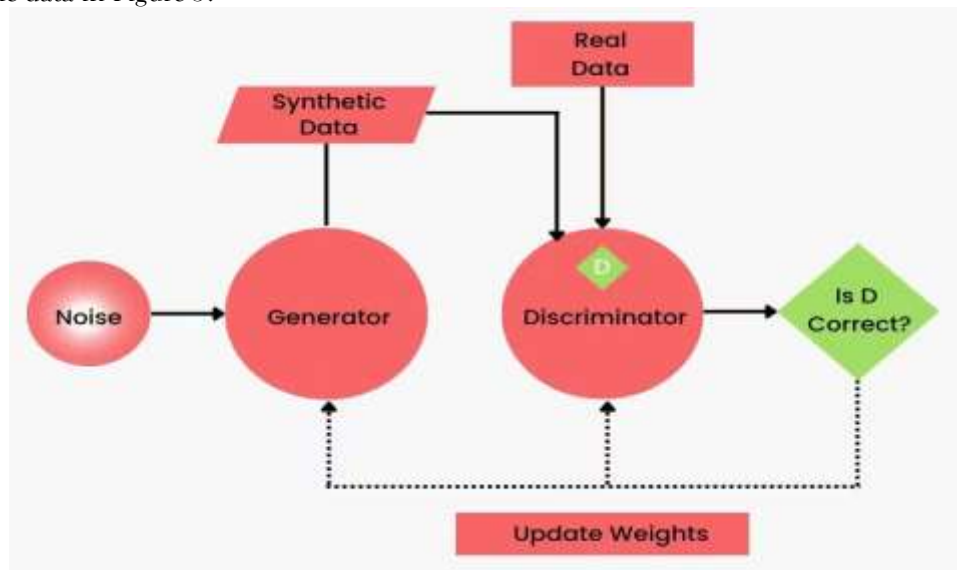 Real
Data
Synthetic
Data
D
Noise
Generator
Discriminator
Is D
Correct?
Update Weights